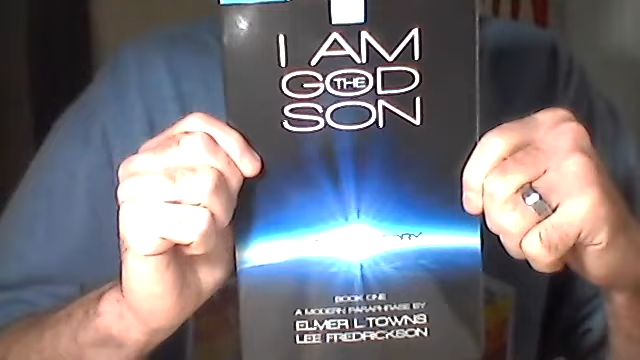 I AM
GOD
THE
SON
BOOK ONE
A MODERN PARAPHRASE BY
ELMER L TOWNS
LEE FREDRICKSON